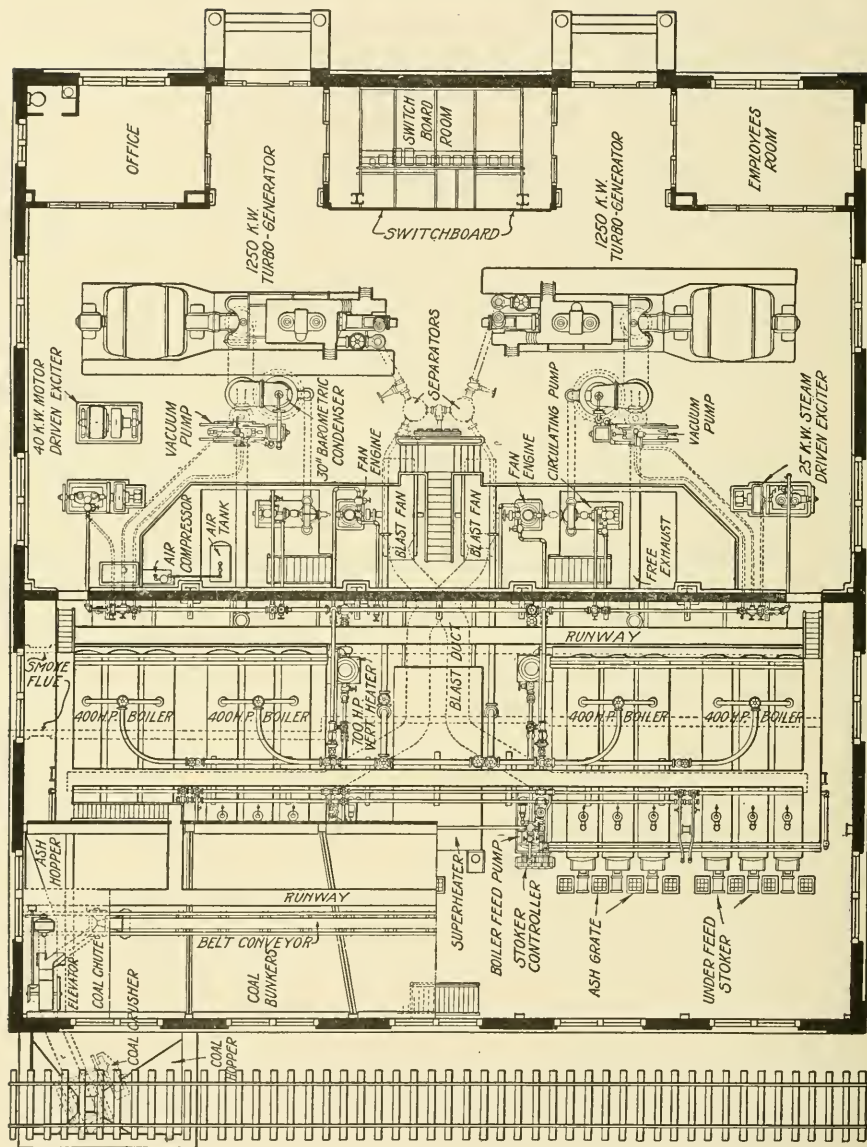 OFFICE
SWITCH
BOARD
ROOM
EMPLOYEES
ROOM
1250 K.W.
TURBO-GENERATOR
SWITCHBOARD
1250 K.W.
TURBO-GENERATOR
40 K.W. MOTOR
DRIVEN EXCITER
VACUUM
PUMP
30" BAROMETRIC
CONDENSER
SEPARATORS
CIRCULATING PUMP
VACUUM
PUMP
25 K.W. STEAM
DRIVEN EXCITER
FAN
ENGINE
FAN
ENGINE
AIR
COMPRESSOR
AIR
TANK
BLAST FAN
BLAST FAN
FREE
EXHAUST
RUNWAY
SMOKE
FLUE
400 H.P. BOILER
400 H.P. BOILER
700 H.P.
VERT. HEATER
BLAST DUCT
400 H.P. BOILER
400 H.P. BOILER
ASH
HOPPER
RUNWAY
BELT CONVEYOR
ELEVATOR
COAL CHUTE
COAL
BUNKERS
SUPERHEATER
BOILER FEED PUMP
STOKER
CONTROLLER
ASH GRATE
UNDER FEED
STOKER
COAL CRUSHER
COAL
HOPPER